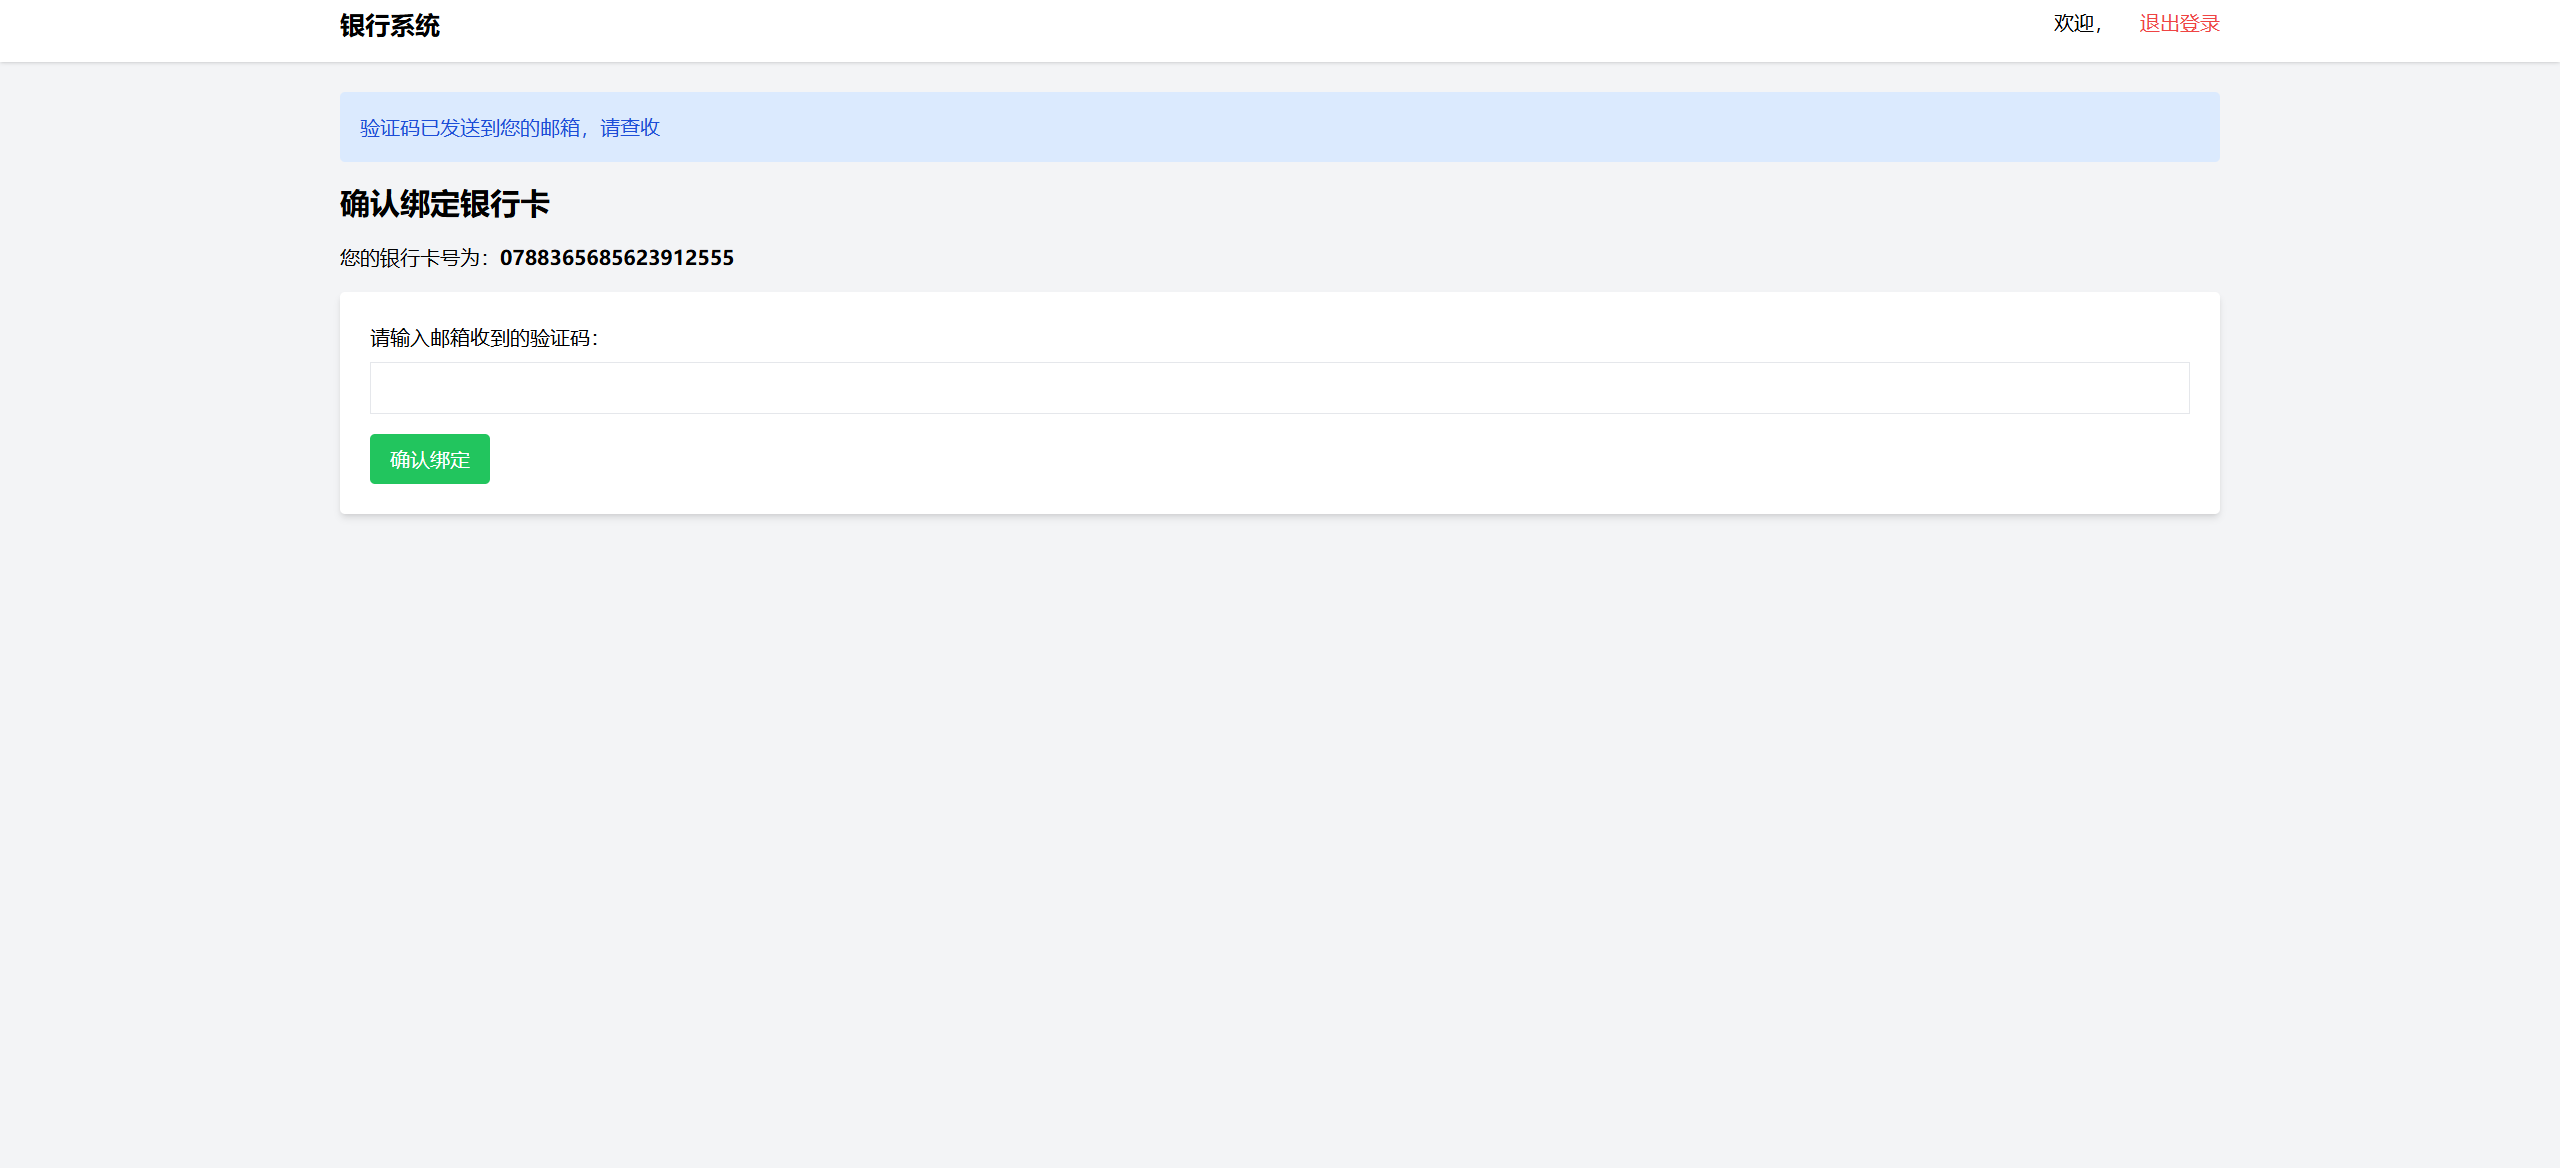 银行系统
欢迎， 退出登录
验证码已发送到您的邮箱，请查收
确认绑定银行卡
您的银行卡号为：0788365685623912555
请输入邮箱收到的验证码：
确认绑定